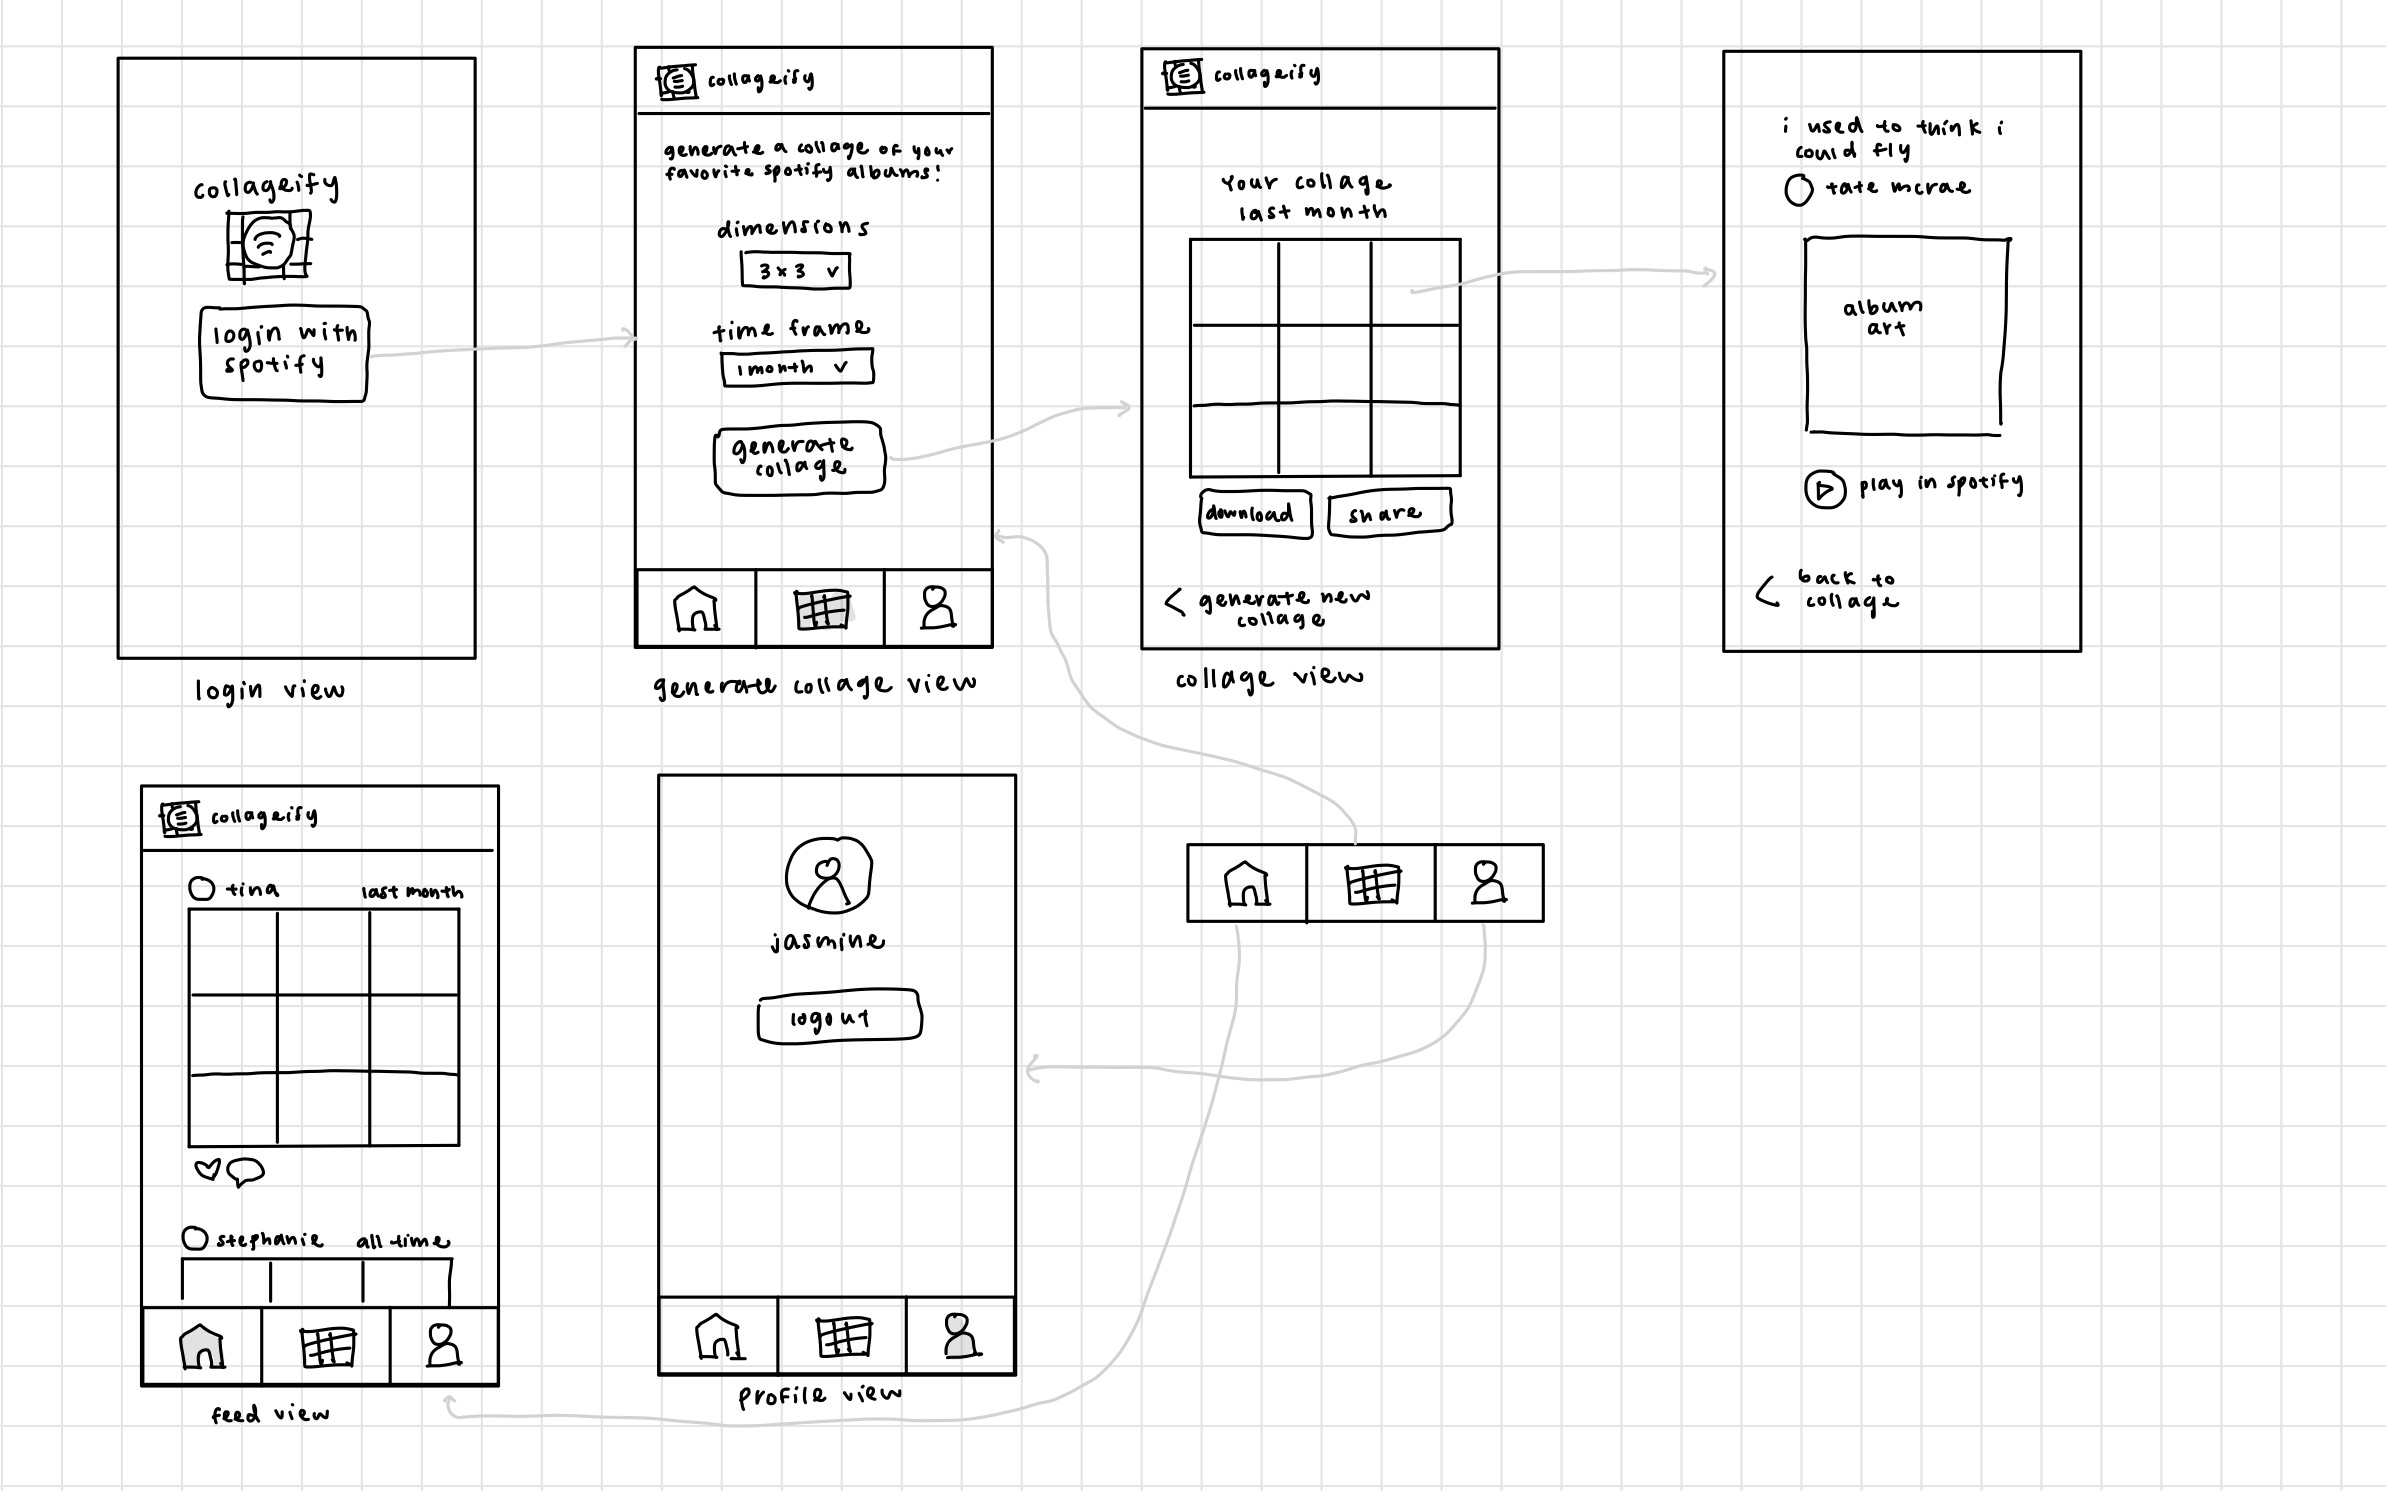 collageify
login with
spotify
login view
collageify
generate a collage of your
favorite spotify albums!
dimensions
3 x 3
time frame
1 month
generate
collage
generate collage view
collageify
Your collage
last month
download
share
< generate new
collage
collage view
i used to think i
could fly
tate mcrae
album
art
play in spotify
< back to
collage
collageify
tina
last month
stephanie
all time
feed view
jasmine
logout
profile view